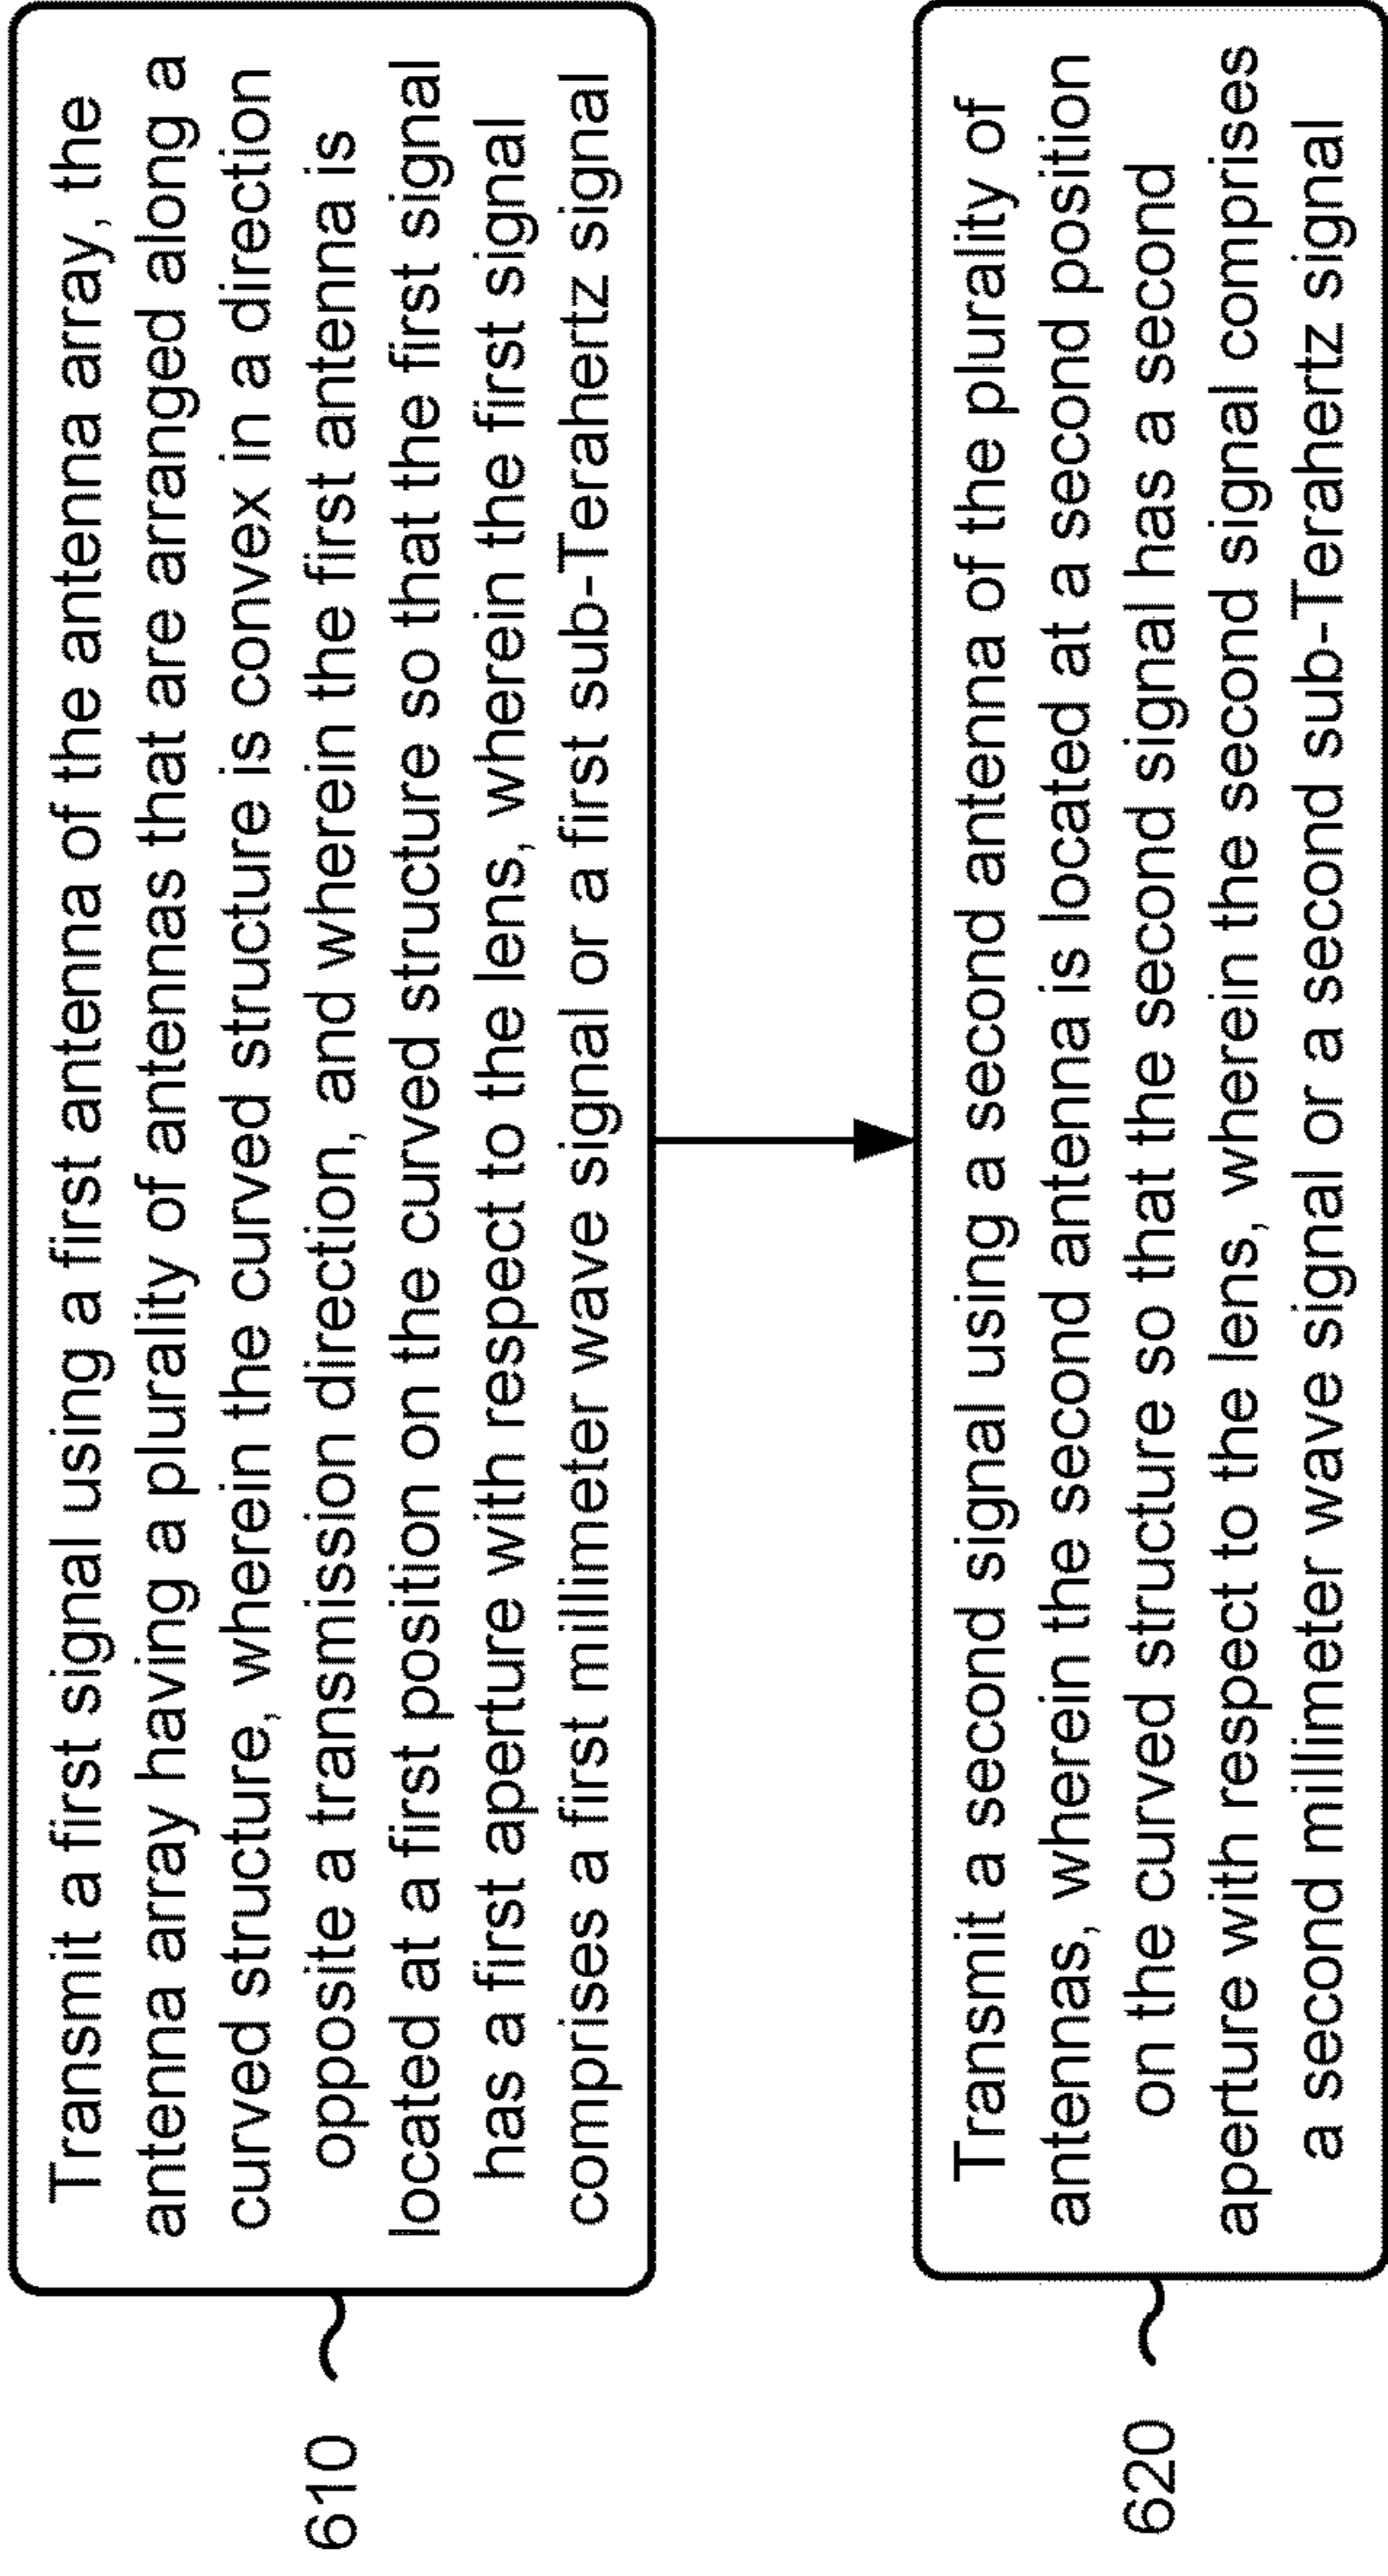 Transmit a first signal using a first antenna of the antenna array, the
antenna array having a plurality of antennas that are arranged along a
curved structure, wherein the curved structure is convex in a direction
opposite a transmission direction, and wherein the first antenna is
located at a first position on the curved structure so that the first signal
has a first aperture with respect to the lens, wherein the first signal
comprises a first millimeter wave signal or a first sub-Terahertz signal
610
Transmit a second signal using a second antenna of the plurality of
antennas, wherein the second antenna is located at a second position
on the curved structure so that the second signal has a second
aperture with respect to the lens, wherein the second signal comprises
a second millimeter wave signal or a second sub-Terahertz signal
620